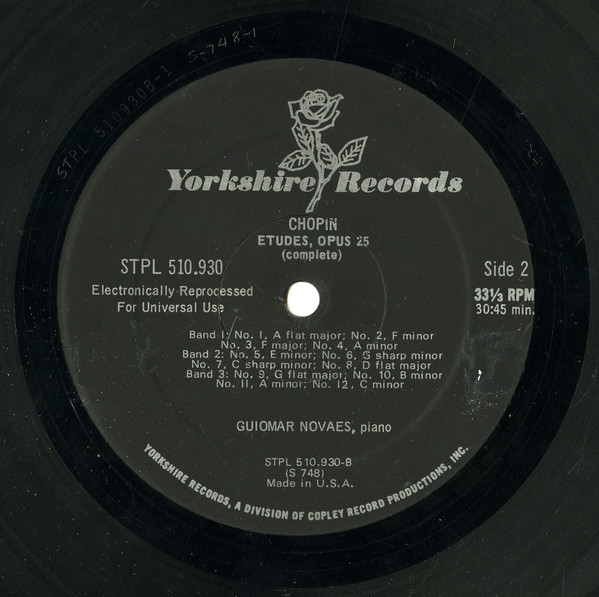 S-748-1
STPL 510930B-1
Yorkshire Records
CHOPIN
ETUDES, OPUS 25
(complete)
STPL 510.930
Electronically Reprocessed
For Universal Use
Side 2
33⅓ RPM
30:45 min.
Band 1: No. 1, A flat major; No. 2, F minor
No. 3, F major; No. 4, A minor
Band 2: No. 5, E minor; No. 6, G sharp minor
No. 7, C sharp minor; No. 8, D flat major
Band 3: No. 9, G flat major; No. 10, B minor
No. 11, A minor; No. 12, C minor
GUIOMAR NOVAES, piano
STPL 510.930-B
(S 748)
Made in U.S.A.
YORKSHIRE RECORDS, A DIVISION OF COPLEY RECORD PRODUCTIONS, INC.